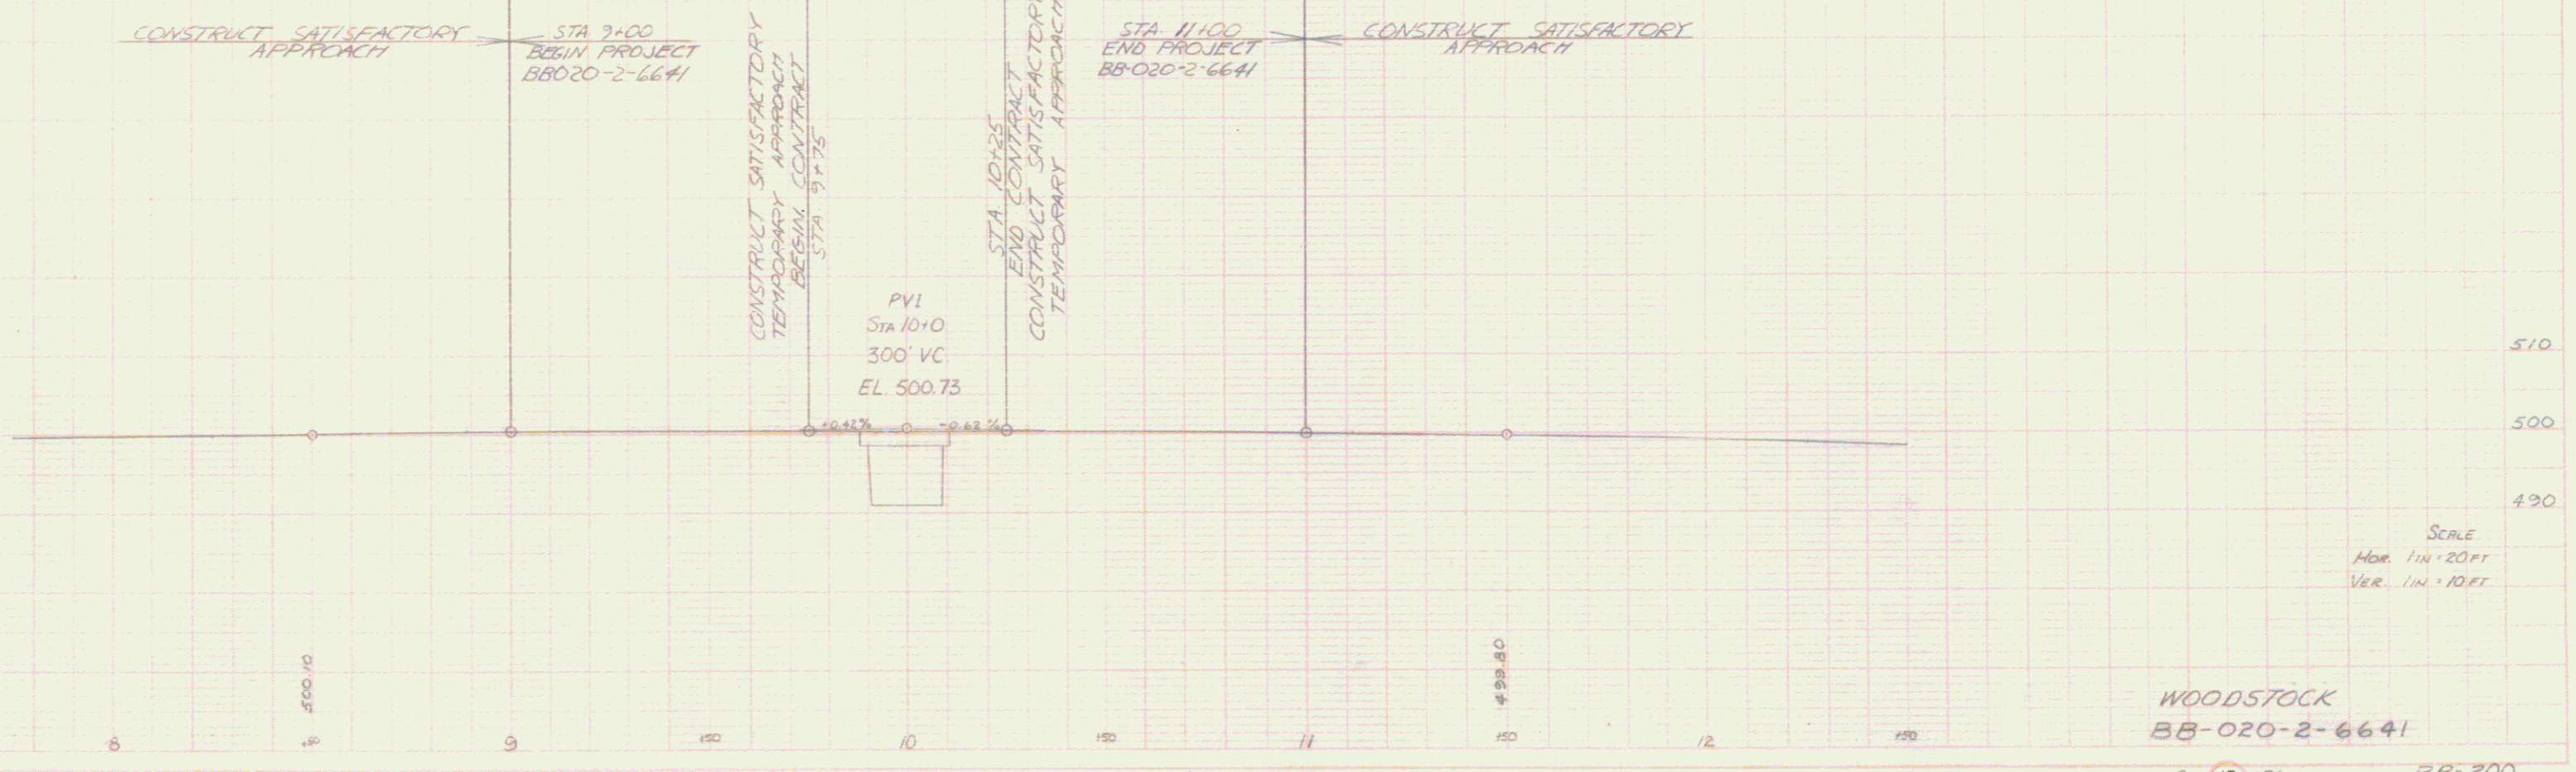 CONSTRUCT SATISFACTORY
APPROACH
STA 9+00
BEGIN PROJECT
BB020-2-6641
CONSTRUCT SATISFACTORY
TEMPORARY APPROACH
BEGIN CONTRACT
STA 9+75
STA 10+25
END CONTRACT
CONSTRUCT SATISFACTORY
TEMPORARY APPROACH
STA 11+00
END PROJECT
BB-020-2-6641
CONSTRUCT SATISFACTORY
APPROACH
PVI
STA 10+0
300' VC
EL. 500.73
+0.42% -0.62%
510
500
490
SCALE
HOR. 1 IN = 20 FT
VER. 1 IN = 10 FT
500.10
499.80
8 +50 9 +50 10 +50 11 +50 12 +50
WOODSTOCK
BB-020-2-6641